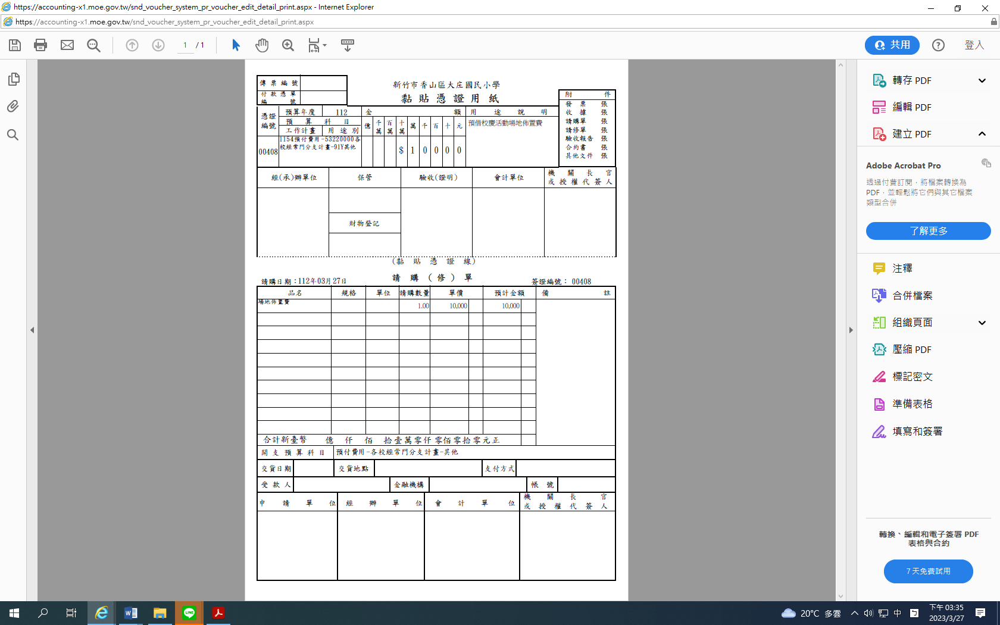 https://accounting-x1.moe.gov.tw/snd_voucher_system_pr_voucher_edit_detail_print.aspx - Internet Explorer
https://accounting-x1.moe.gov.tw/snd_voucher_system_pr_voucher_edit_detail_print.aspx
1 / 1
共用
登入
傳票編號
付款憑單編號
新竹市香山區大庄國民小學
黏貼憑證用紙
附件
發票 張
收據 張
請購單 張
請修單 張
驗收報告 張
合約書 張
其他文件 張
憑證編號
預算年度 112
金額
用途說明
預算科目
億 千萬 百萬 十萬 萬 千 百 十 元
預借校慶活動場地佈置費
工作計畫 用途別
00408
1154預付費用-53220000各
校經常門分支計畫-91Y其他
$ 1 0 0 0 0
經(承)辦單位 保管 驗收(證明) 會計單位 機關長官
或授權代簽人
財物登記
(黏貼憑證線)
請購(修)單
請購日期：112年03月27日
簽證編號： 00408
品名 規格 單位 請購數量 單價 預計金額 備註
場地佈置費 1.00 10,000 10,000
合計新臺幣 億 仟 佰 拾壹萬零仟零佰零拾零元正
開支預算科目 預付費用-各校經常門分支計畫-其他
交貨日期 交貨地點 支付方式
受款人 金融機構 帳號
申請單位 經辦單位 會計單位 機關長官
或授權代簽人
轉存 PDF
編輯 PDF
建立 PDF
Adobe Acrobat Pro
透過付費訂閱，將檔案轉換為
PDF，並輕鬆將它們與其它檔案
類型合併
了解更多
注釋
合併檔案
組織頁面
壓縮 PDF
標記密文
準備表格
填寫和簽署
轉換、編輯和電子簽署 PDF
表格與合約
7 天免費試用
LINE
20°C 多雲
中
下午 03:35
2023/3/27